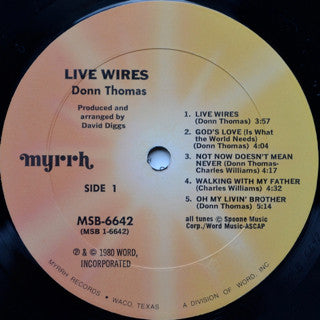 LIVE WIRES
Donn Thomas
Produced and
arranged by
David Diggs
myrrh
SIDE 1
MSB-6642
(MSB 1-6642)
℗ & © 1980 WORD,
INCORPORATED
1. LIVE WIRES
(Donn Thomas) 3:57
2. GOD'S LOVE (Is What
the World Needs)
(Donn Thomas) 4:04
3. NOT NOW DOESN'T MEAN
NEVER (Donn Thomas-
Charles Williams) 4:17
4. WALKING WITH MY FATHER
(Charles Williams) 4:32
5. OH MY LIVIN' BROTHER
(Donn Thomas) 5:14
all tunes © Spoone Music
Corp./Word Music-ASCAP
MYRRH RECORDS • WACO, TEXAS • A DIVISION OF WORD, INC.